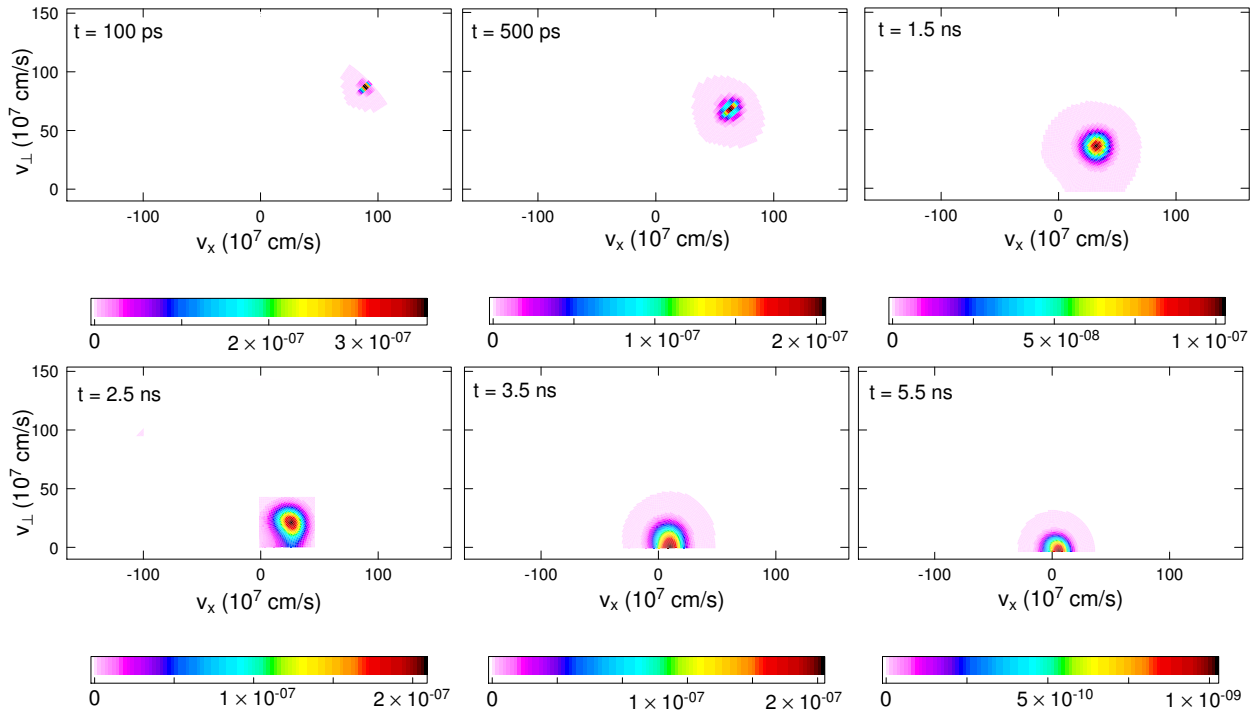 t = 100 ps
150
100
50
0
v⊥ (10⁷ cm/s)
-100 0 100
vₓ (10⁷ cm/s)
0 2 × 10⁻⁰⁷ 3 × 10⁻⁰⁷
500 ps
-100 0 100
vₓ (10⁷ cm/s)
0 1 × 10⁻⁰⁷ 2 × 10⁻⁰⁷
t = 1.5 ns
-100 0 100
vₓ (10⁷ cm/s)
0 5 × 10⁻⁰⁸ 1 × 10⁻⁰⁷
t = 2.5 ns
150
100
50
0
v⊥ (10⁷ cm/s)
-100 0 100
vₓ (10⁷ cm/s)
0 1 × 10⁻⁰⁷ 2 × 10⁻⁰⁷
t = 3.5 ns
-100 0 100
vₓ (10⁷ cm/s)
0 1 × 10⁻⁰⁷ 2 × 10⁻⁰⁷
t = 5.5 ns
-100 0 100
vₓ (10⁷ cm/s)
0 5 × 10⁻¹⁰ 1 × 10⁻⁰⁹